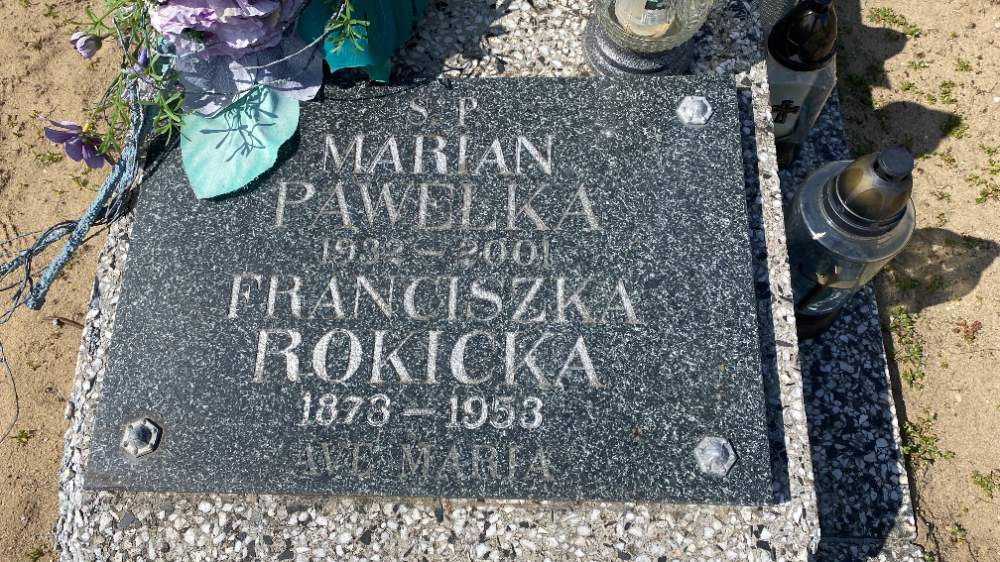 S. P.
MARIAN
PAWEŁKA
1932 - 2001
FRANCISZKA
ROKICKA
1873 - 1953
AVE MARIA